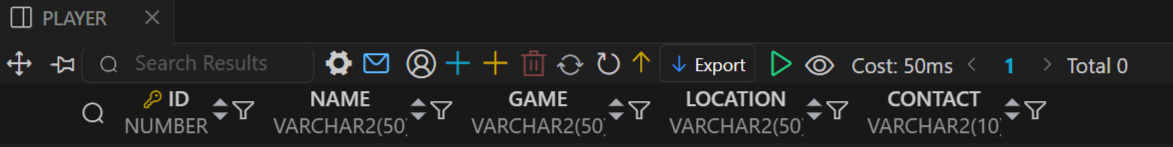 PLAYER
Search Results Export Cost: 50ms 1 Total 0
ID NAME GAME LOCATION CONTACT
NUMBER VARCHAR2(50) VARCHAR2(50) VARCHAR2(50) VARCHAR2(10)